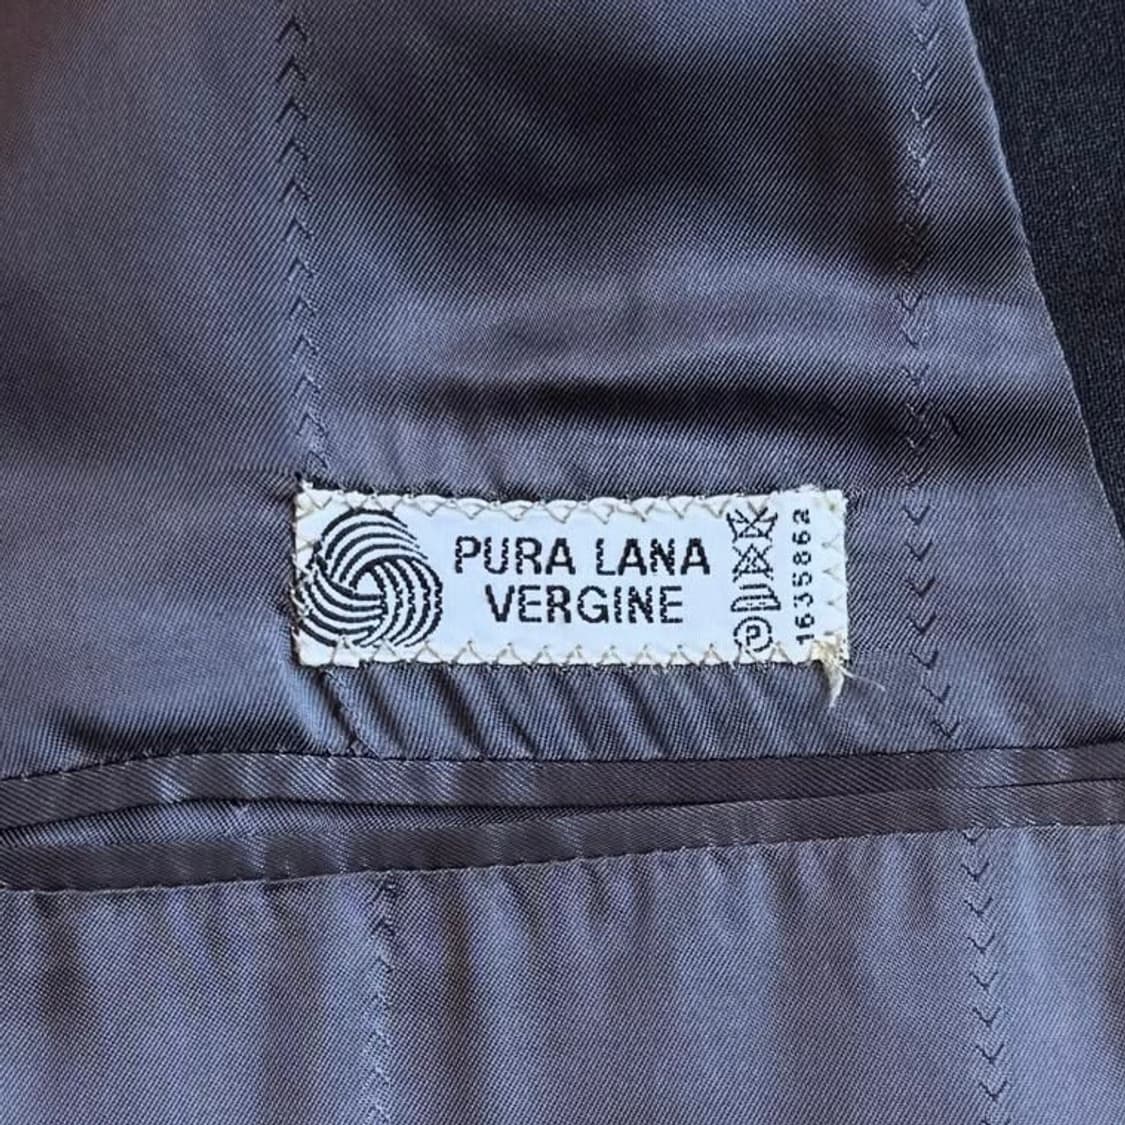 PURA LANA
VERGINE
P
1635862